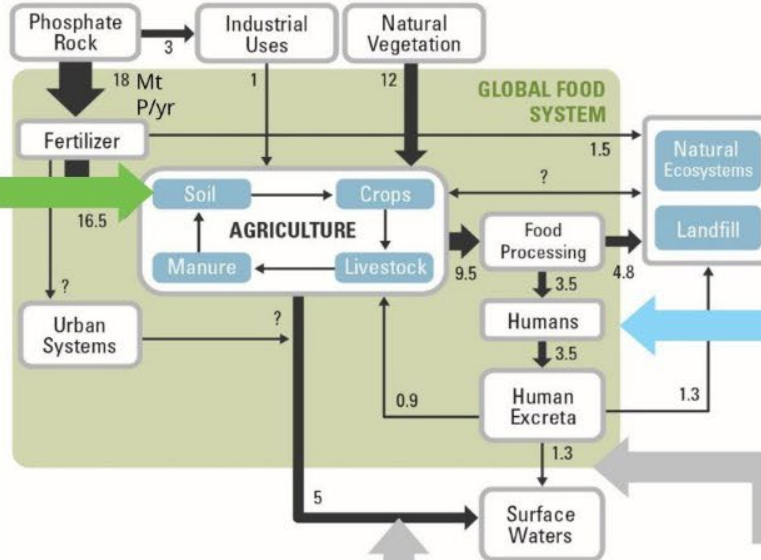 Phosphate
Rock
3
Industrial
Uses
Natural
Vegetation
18 Mt
P/yr
1
12
GLOBAL FOOD
SYSTEM
Fertilizer
1.5
Natural
Ecosystems
Landfill
?
Soil
Crops
AGRICULTURE
Manure
Livestock
16.5
9.5
Food
Processing
4.8
3.5
Humans
?
Urban
Systems
?
3.5
0.9
Human
Excreta
1.3
1.3
5
Surface
Waters